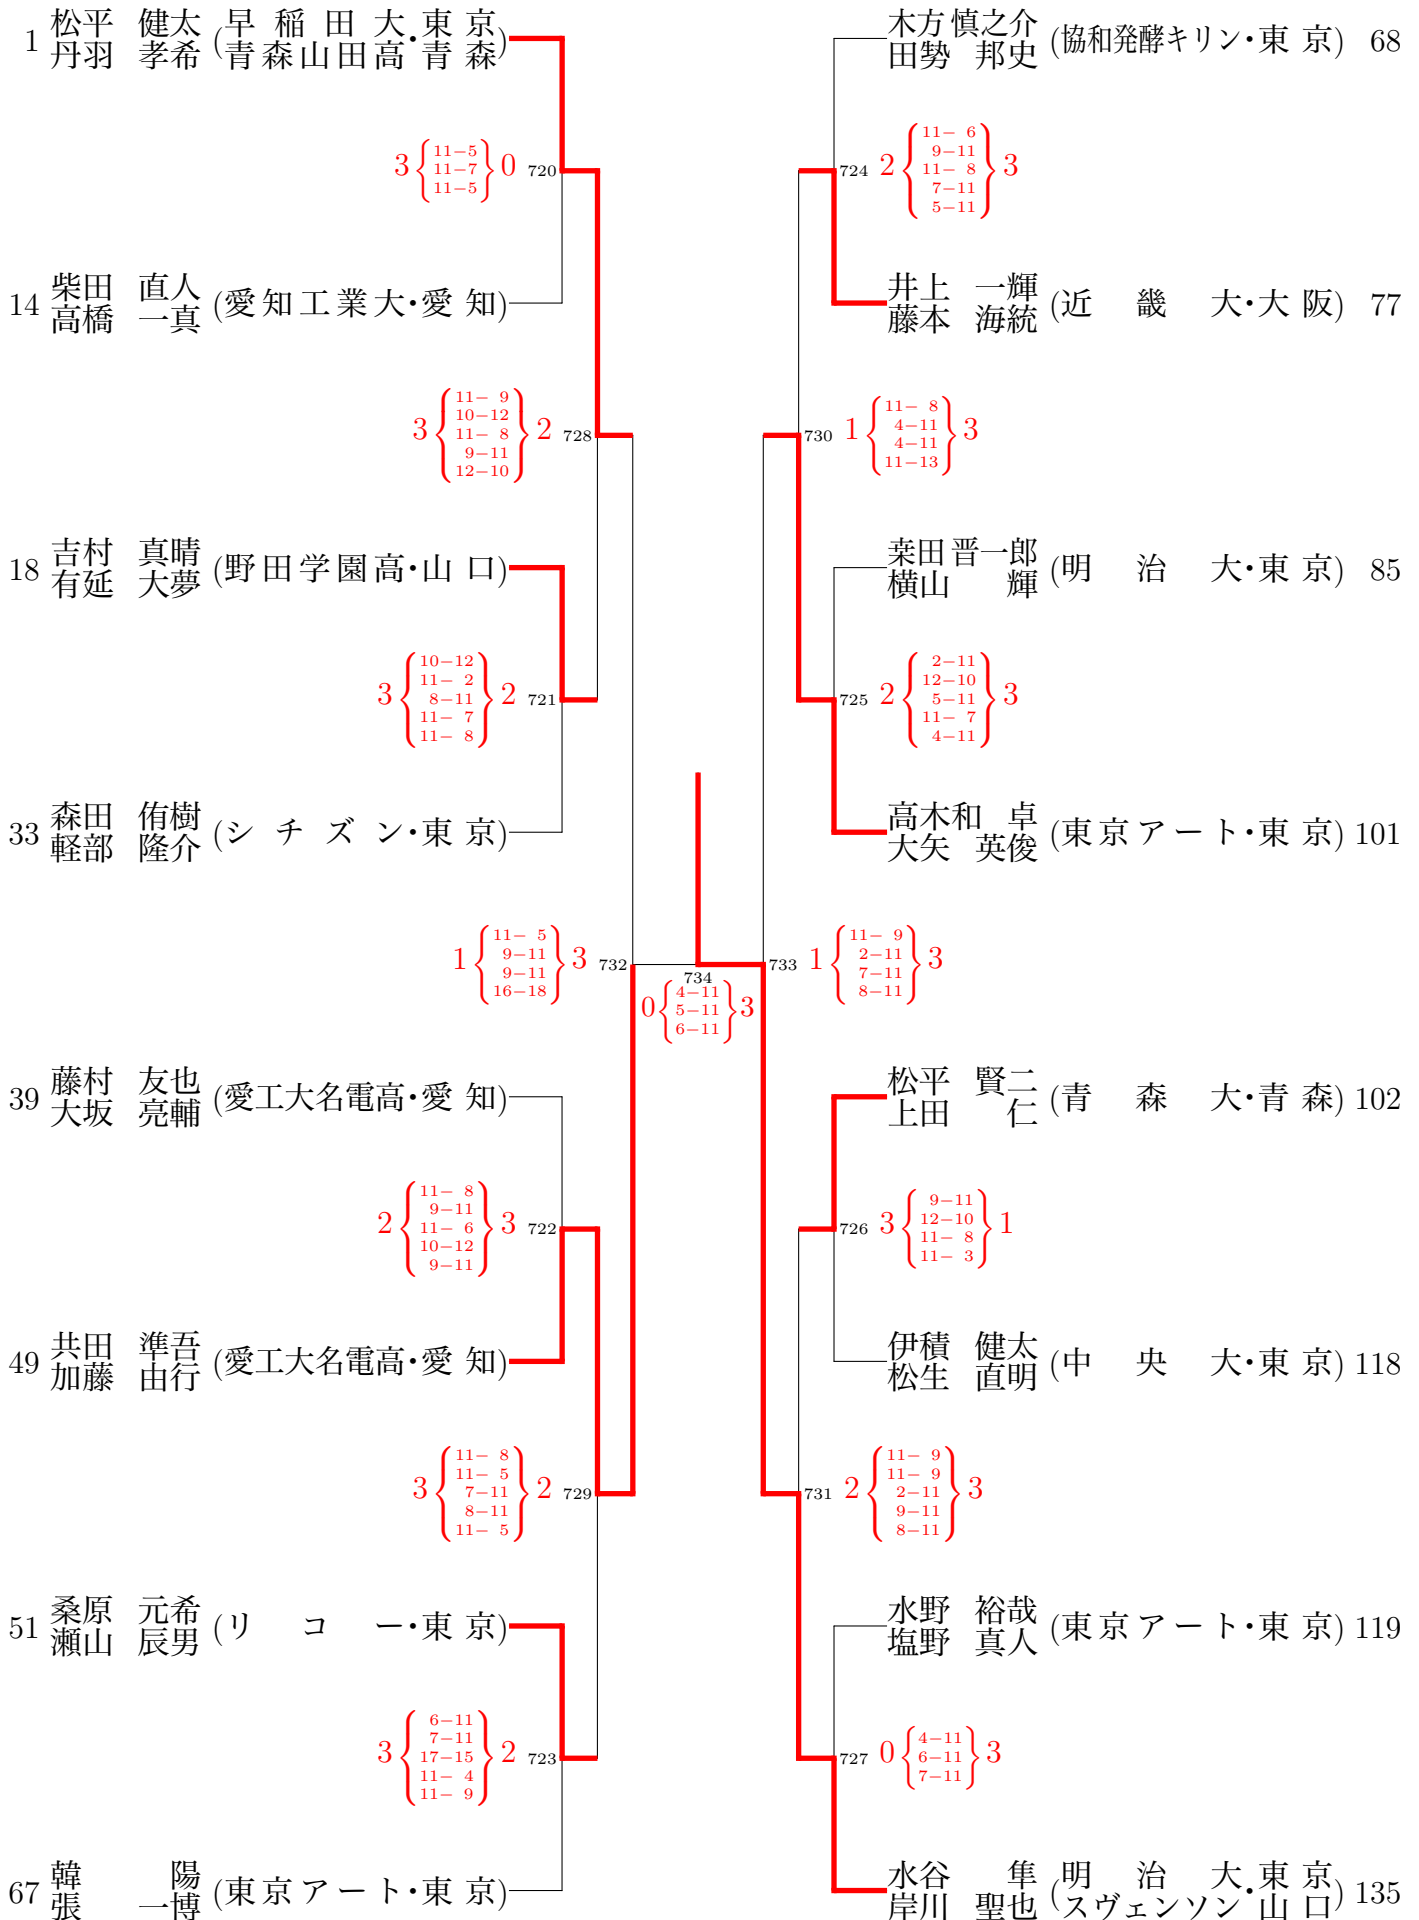 1 松平 健太 (早稲田大・東京)
丹羽 孝希 (青森山田高・青森)
3 { 11−5 11−7 11−5 } 0 720
14 柴田 直人 (愛知工業大・愛知)
高橋 一真
3 { 11− 9 10−12 11− 8 9−11 12−10 } 2 728
18 吉村 真晴 (野田学園高・山口)
有延 大夢
3 { 10−12 11− 2 8−11 11− 7 11− 8 } 2 721
33 森田 侑樹 (シチズン・東京)
軽部 隆介
1 { 11− 5 9−11 9−11 16−18 } 3 732
39 藤村 友也 (愛工大名電高・愛知)
大坂 亮輔
2 { 11− 8 9−11 11− 6 10−12 9−11 } 3 722
49 共田 準吾 (愛工大名電高・愛知)
加藤 由行
3 { 11− 8 11− 5 7−11 8−11 11− 5 } 2 729
51 桑原 元希 (リコー・東京)
瀬山 辰男
3 { 6−11 7−11 17−15 11− 4 11− 9 } 2 723
67 韓 陽 (東京アート・東京)
張 一博
734
0 { 4−11 5−11 6−11 } 3
木方 慎之介 (協和発酵キリン・東京) 68
田勢 邦史
724 2 { 11− 6 9−11 11− 8 7−11 5−11 } 3
井上 一輝 (近畿大・大阪) 77
藤本 海統
730 1 { 11− 8 4−11 4−11 11−13 } 3
桒田 晋一郎 (明治大・東京) 85
横山 輝
725 2 { 2−11 12−10 5−11 11− 7 4−11 } 3
高木和 卓 (東京アート・東京) 101
大矢 英俊
733 1 { 11− 9 2−11 7−11 8−11 } 3
松平 賢二 (青森大・青森) 102
上田 仁
726 3 { 9−11 12−10 11− 8 11− 3 } 1
伊積 健太 (中央大・東京) 118
松生 直明
731 2 { 11− 9 11− 9 2−11 9−11 8−11 } 3
水野 裕哉 (東京アート・東京) 119
塩野 真人
727 0 { 4−11 6−11 7−11 } 3
水谷 隼 (明治大・東京) 135
岸川 聖也 (スヴェンソン・山口)